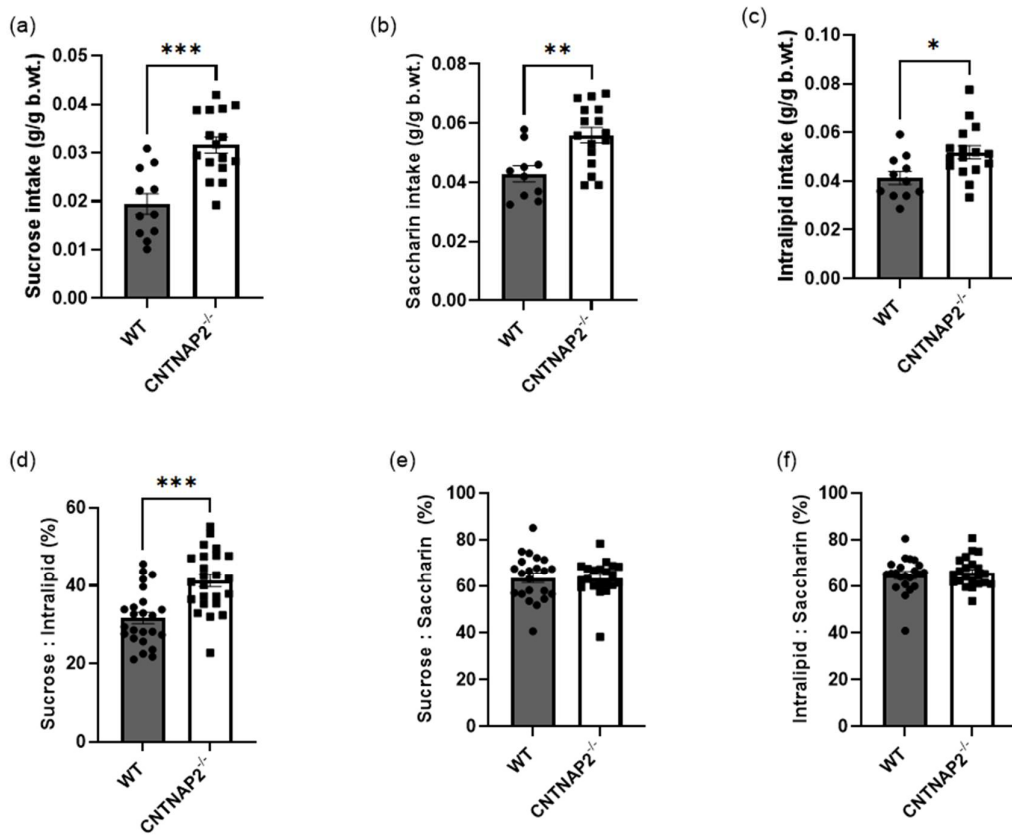 (a)
Sucrose intake (g/g b.wt.)
0.05
0.04
0.03
0.02
0.01
0.00
***
WT
CNTNAP2-/-
(b)
Saccharin intake (g/g b.wt.)
0.08
0.06
0.04
0.02
0.00
**
WT
CNTNAP2-/-
(c)
Intralipid intake (g/g b.wt.)
0.10
0.08
0.06
0.04
0.02
0.00
*
WT
CNTNAP2-/-
(d)
Sucrose : Intralipid (%)
60
40
20
0
***
WT
CNTNAP2-/-
(e)
Sucrose : Saccharin (%)
100
80
60
40
20
0
WT
CNTNAP2-/-
(f)
Intralipid : Saccharin (%)
100
80
60
40
20
0
WT
CNTNAP2-/-